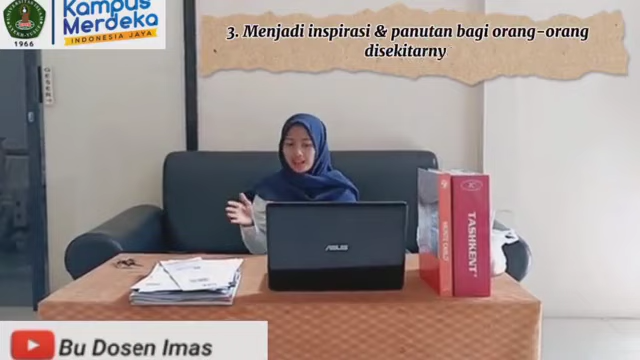 Kampus
Merdeka
INDONESIA JAYA
1966
3. Menjadi inspirasi & panutan bagi orang-orang
disekitarny
ASUS
TASHKENT
Bu Dosen Imas